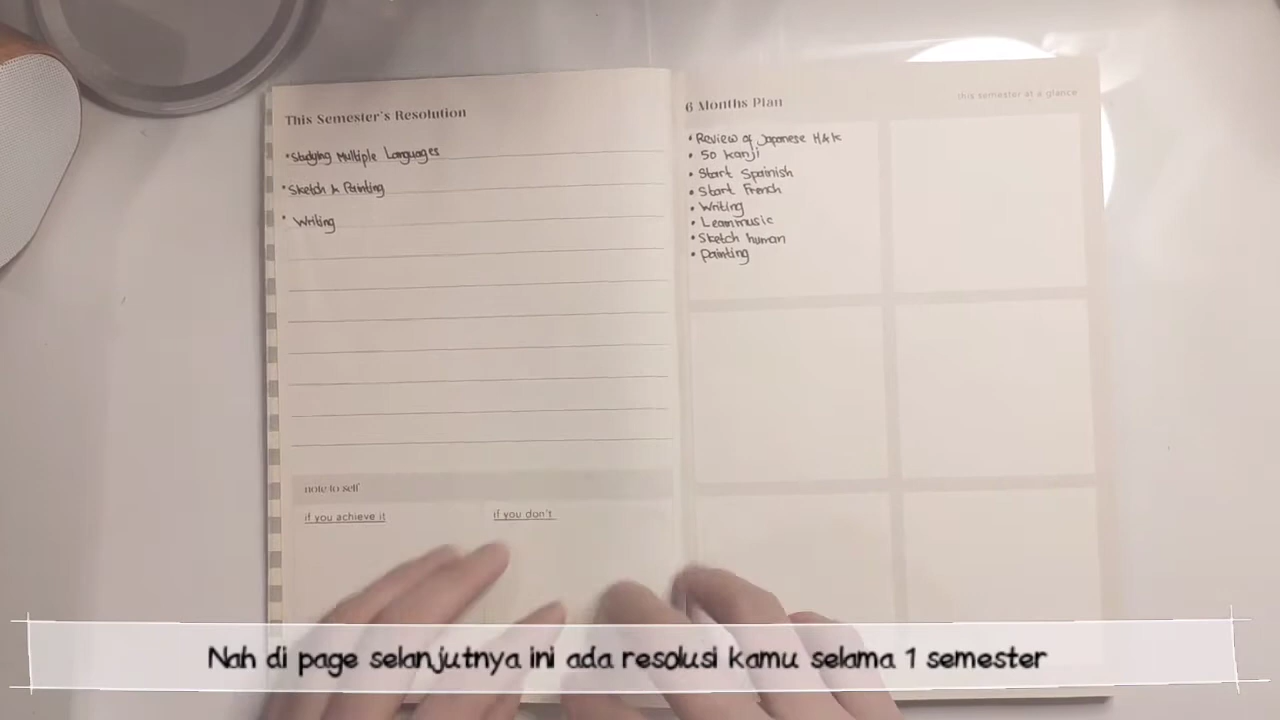 This Semester's Resolution
• Studying Multiple Languages
• Sketch & Painting
• Writing
note to self
if you achieve it
if you don't
6 Months Plan
this semester at a glance
• Review of Japanese H&K
• 50 kanji
• Start Spainish
• Start French
• Writing
• Learn music
• Sketch human
• Painting
Nah di page selanjutnya ini ada resolusi kamu selama 1 semester